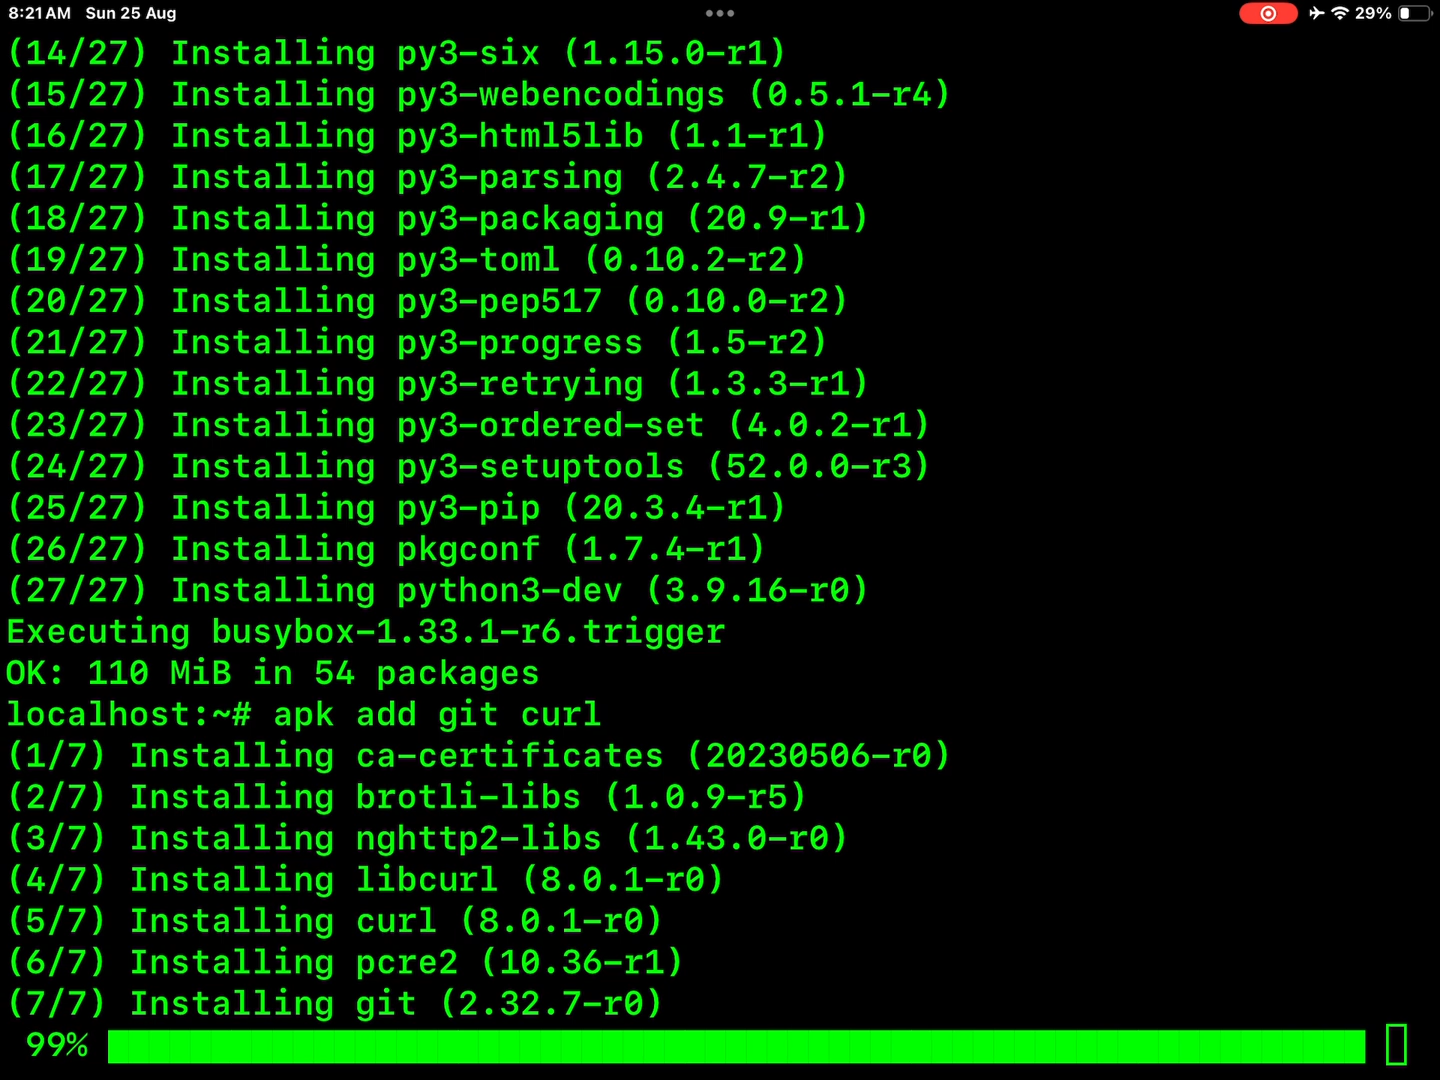 8:21AM Sun 25 Aug 29%
(14/27) Installing py3-six (1.15.0-r1)
(15/27) Installing py3-webencodings (0.5.1-r4)
(16/27) Installing py3-html5lib (1.1-r1)
(17/27) Installing py3-parsing (2.4.7-r2)
(18/27) Installing py3-packaging (20.9-r1)
(19/27) Installing py3-toml (0.10.2-r2)
(20/27) Installing py3-pep517 (0.10.0-r2)
(21/27) Installing py3-progress (1.5-r2)
(22/27) Installing py3-retrying (1.3.3-r1)
(23/27) Installing py3-ordered-set (4.0.2-r1)
(24/27) Installing py3-setuptools (52.0.0-r3)
(25/27) Installing py3-pip (20.3.4-r1)
(26/27) Installing pkgconf (1.7.4-r1)
(27/27) Installing python3-dev (3.9.16-r0)
Executing busybox-1.33.1-r6.trigger
OK: 110 MiB in 54 packages
localhost:~# apk add git curl
(1/7) Installing ca-certificates (20230506-r0)
(2/7) Installing brotli-libs (1.0.9-r5)
(3/7) Installing nghttp2-libs (1.43.0-r0)
(4/7) Installing libcurl (8.0.1-r0)
(5/7) Installing curl (8.0.1-r0)
(6/7) Installing pcre2 (10.36-r1)
(7/7) Installing git (2.32.7-r0)
99%